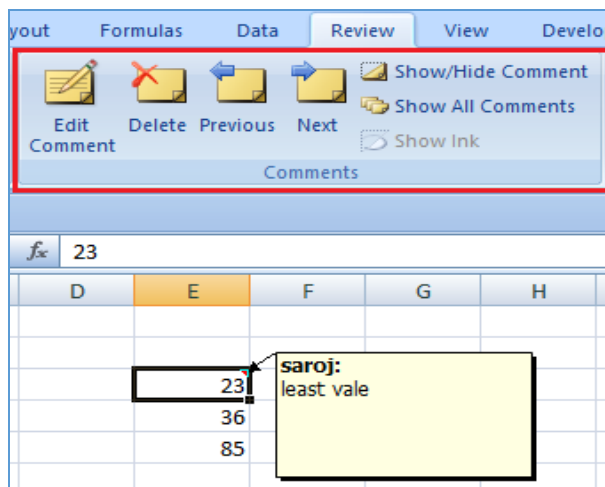 yout Formulas Data Review View Develo
Edit Comment Delete Previous Next
Show/Hide Comment
Show All Comments
Show Ink
Comments
fx 23
D E F G H
23
36
85
saroj:
least vale